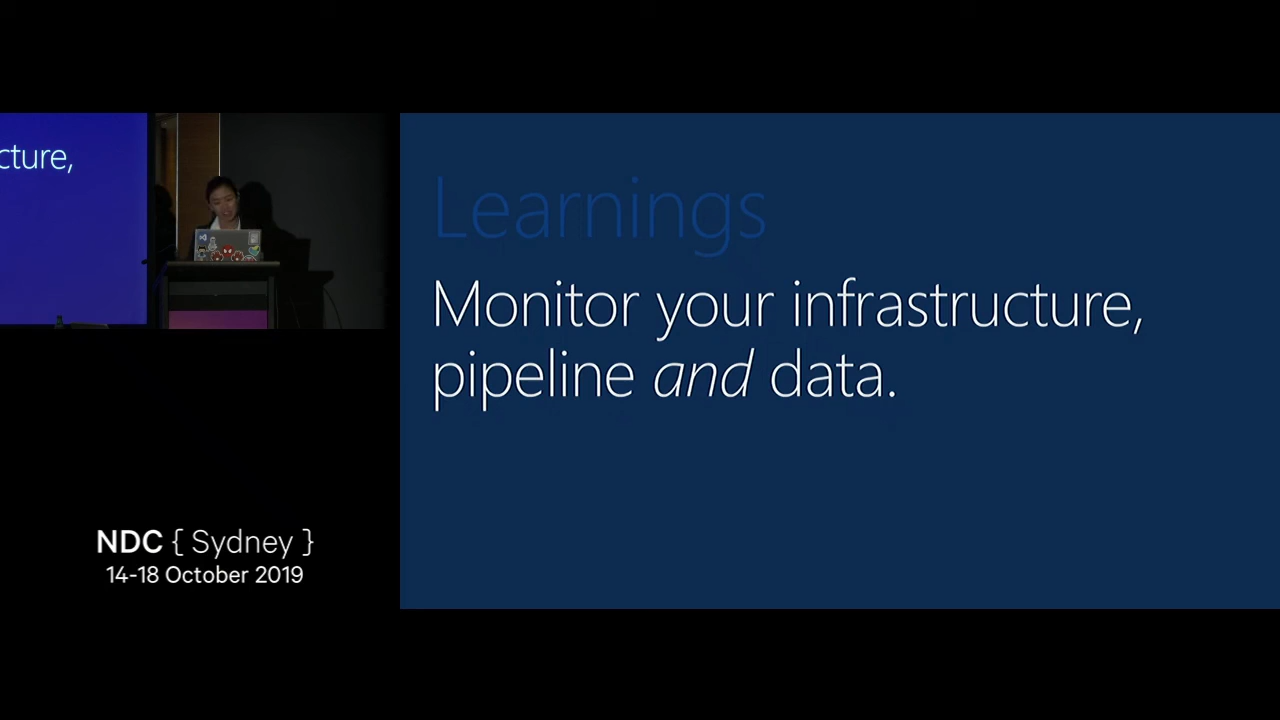 cture,
Learnings
Monitor your infrastructure,
pipeline and data.
NDC { Sydney }
14-18 October 2019